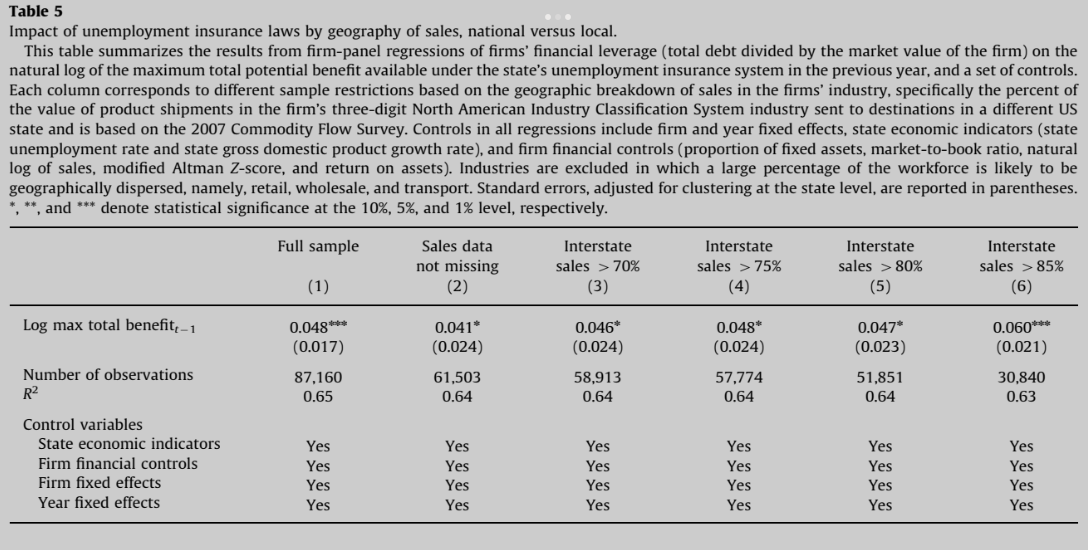 Table 5
Impact of unemployment insurance laws by geography of sales, national versus local.
This table summarizes the results from firm-panel regressions of firms' financial leverage (total debt divided by the market value of the firm) on the
natural log of the maximum total potential benefit available under the state's unemployment insurance system in the previous year, and a set of controls.
Each column corresponds to different sample restrictions based on the geographic breakdown of sales in the firms' industry, specifically the percent of
the value of product shipments in the firm's three-digit North American Industry Classification System industry sent to destinations in a different US
state and is based on the 2007 Commodity Flow Survey. Controls in all regressions include firm and year fixed effects, state economic indicators (state
unemployment rate and state gross domestic product growth rate), and firm financial controls (proportion of fixed assets, market-to-book ratio, natural
log of sales, modified Altman Z-score, and return on assets). Industries are excluded in which a large percentage of the workforce is likely to be
geographically dispersed, namely, retail, wholesale, and transport. Standard errors, adjusted for clustering at the state level, are reported in parentheses.
*, **, and *** denote statistical significance at the 10%, 5%, and 1% level, respectively.
Full sample Sales data Interstate Interstate Interstate Interstate
not missing sales >70% sales >75% sales >80% sales >85%
(1) (2) (3) (4) (5) (6)
Log max total benefit t−1 0.048*** 0.041* 0.046* 0.048* 0.047* 0.060***
(0.017) (0.024) (0.024) (0.024) (0.023) (0.021)
Number of observations 87,160 61,503 58,913 57,774 51,851 30,840
R² 0.65 0.64 0.64 0.64 0.64 0.63
Control variables
State economic indicators Yes Yes Yes Yes Yes Yes
Firm financial controls Yes Yes Yes Yes Yes Yes
Firm fixed effects Yes Yes Yes Yes Yes Yes
Year fixed effects Yes Yes Yes Yes Yes Yes